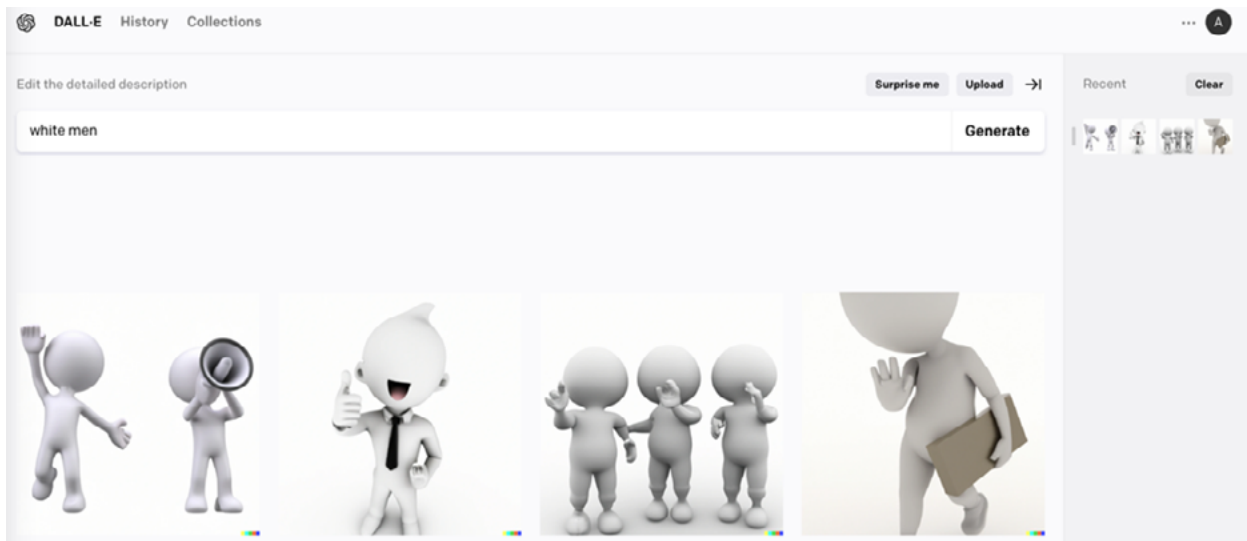 DALL·E History Collections
A
Edit the detailed description
Surprise me
Upload
Recent
Clear
white men
Generate